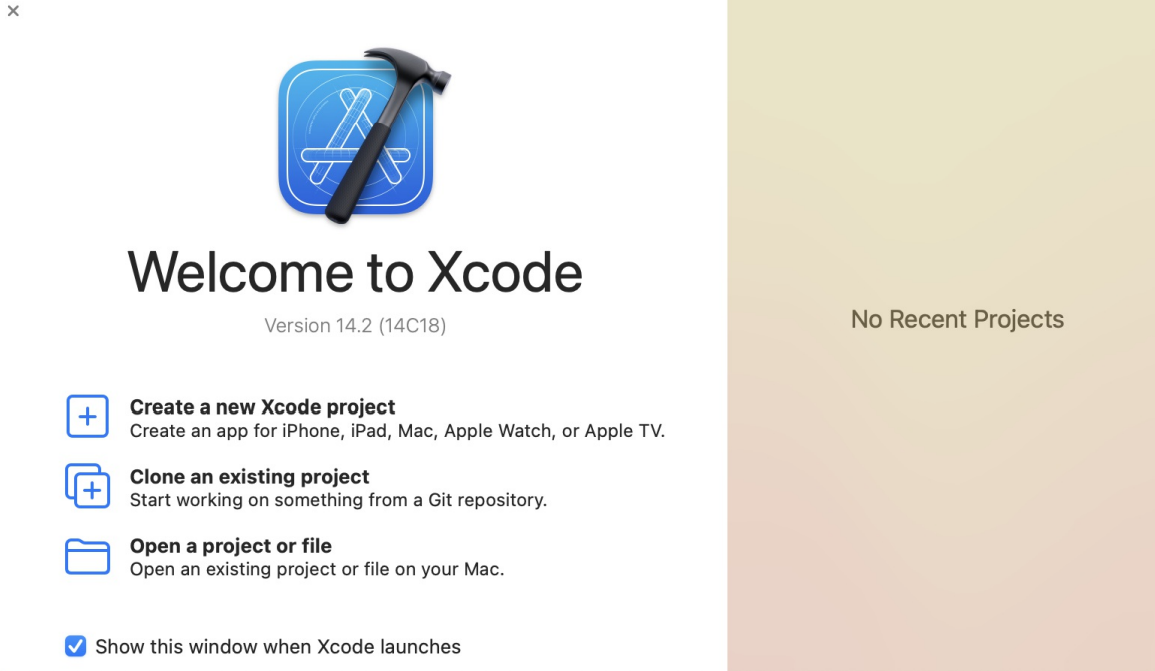 Welcome to Xcode
Version 14.2 (14C18)
Create a new Xcode project
Create an app for iPhone, iPad, Mac, Apple Watch, or Apple TV.
Clone an existing project
Start working on something from a Git repository.
Open a project or file
Open an existing project or file on your Mac.
Show this window when Xcode launches
No Recent Projects